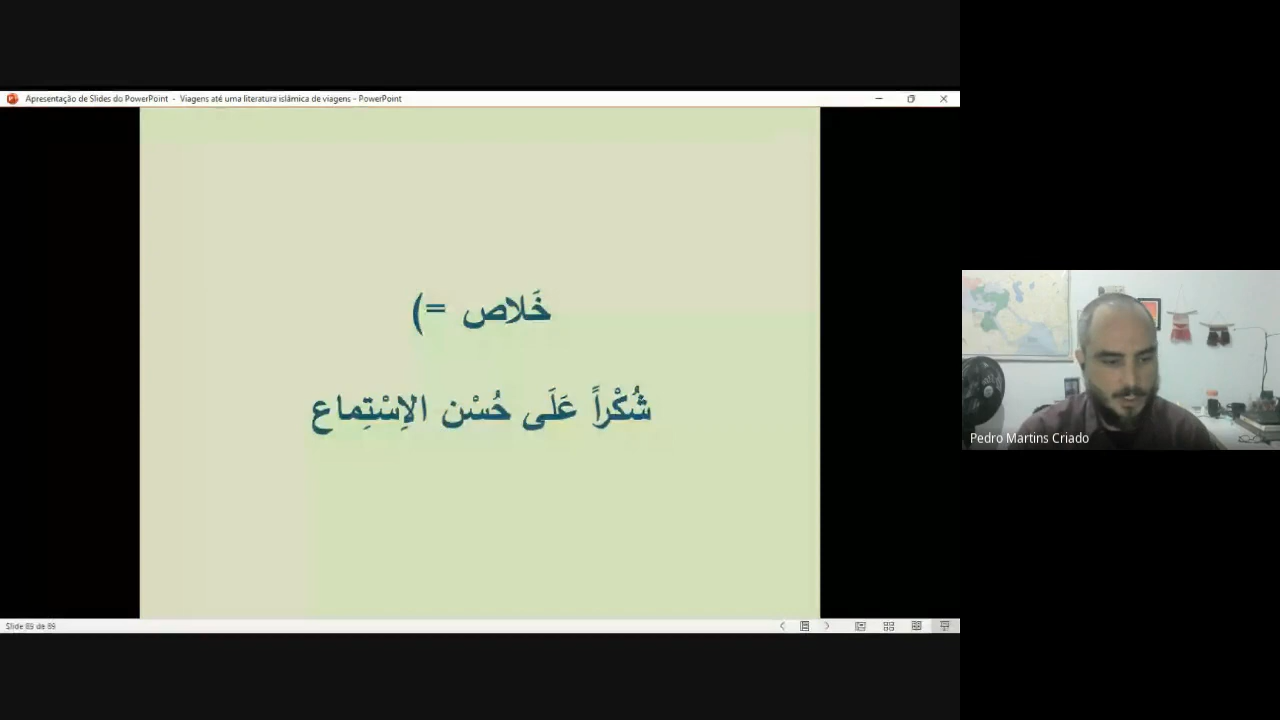 Apresentação de Slides do PowerPoint - Viagens até uma literatura islâmica de viagens - PowerPoint
خَلاص =)
شُكْراً عَلَى حُسْن الاِسْتِماع
Pedro Martins Criado
Slide 89 de 89